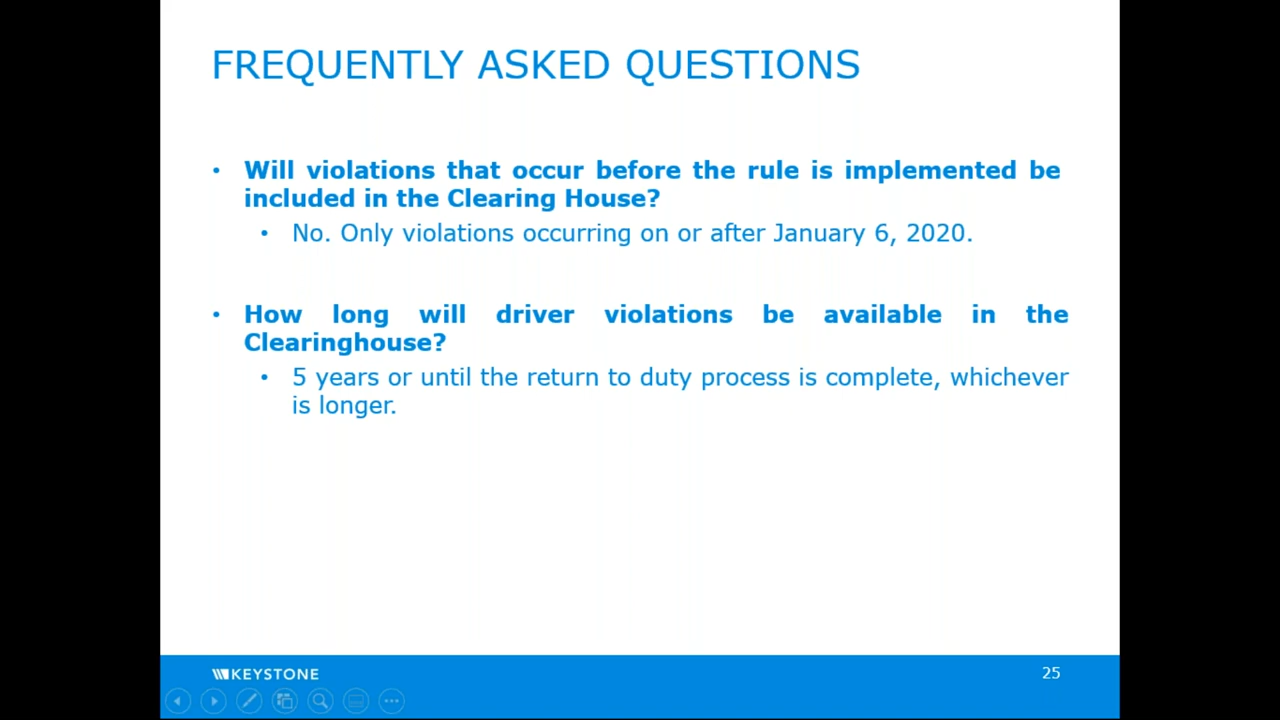 FREQUENTLY ASKED QUESTIONS
• Will violations that occur before the rule is implemented be
included in the Clearing House?
• No. Only violations occurring on or after January 6, 2020.
• How long will driver violations be available in the
Clearinghouse?
• 5 years or until the return to duty process is complete, whichever
is longer.
KEYSTONE
25